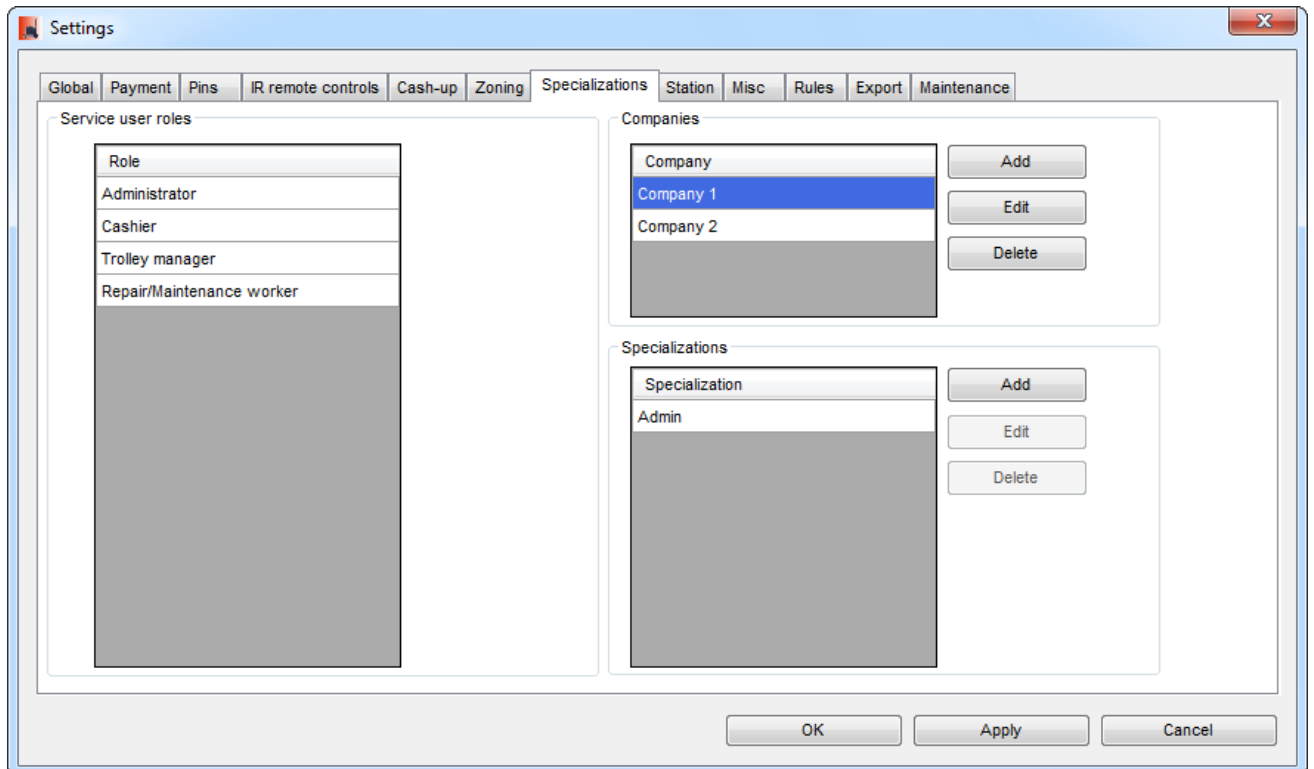 Settings
Global Payment Pins IR remote controls Cash-up Zoning Specializations Station Misc Rules Export Maintenance
Service user roles
Role
Administrator
Cashier
Trolley manager
Repair/Maintenance worker
Companies
Company
Company 1
Company 2
Add
Edit
Delete
Specializations
Specialization
Admin
Add
Edit
Delete
OK Apply Cancel